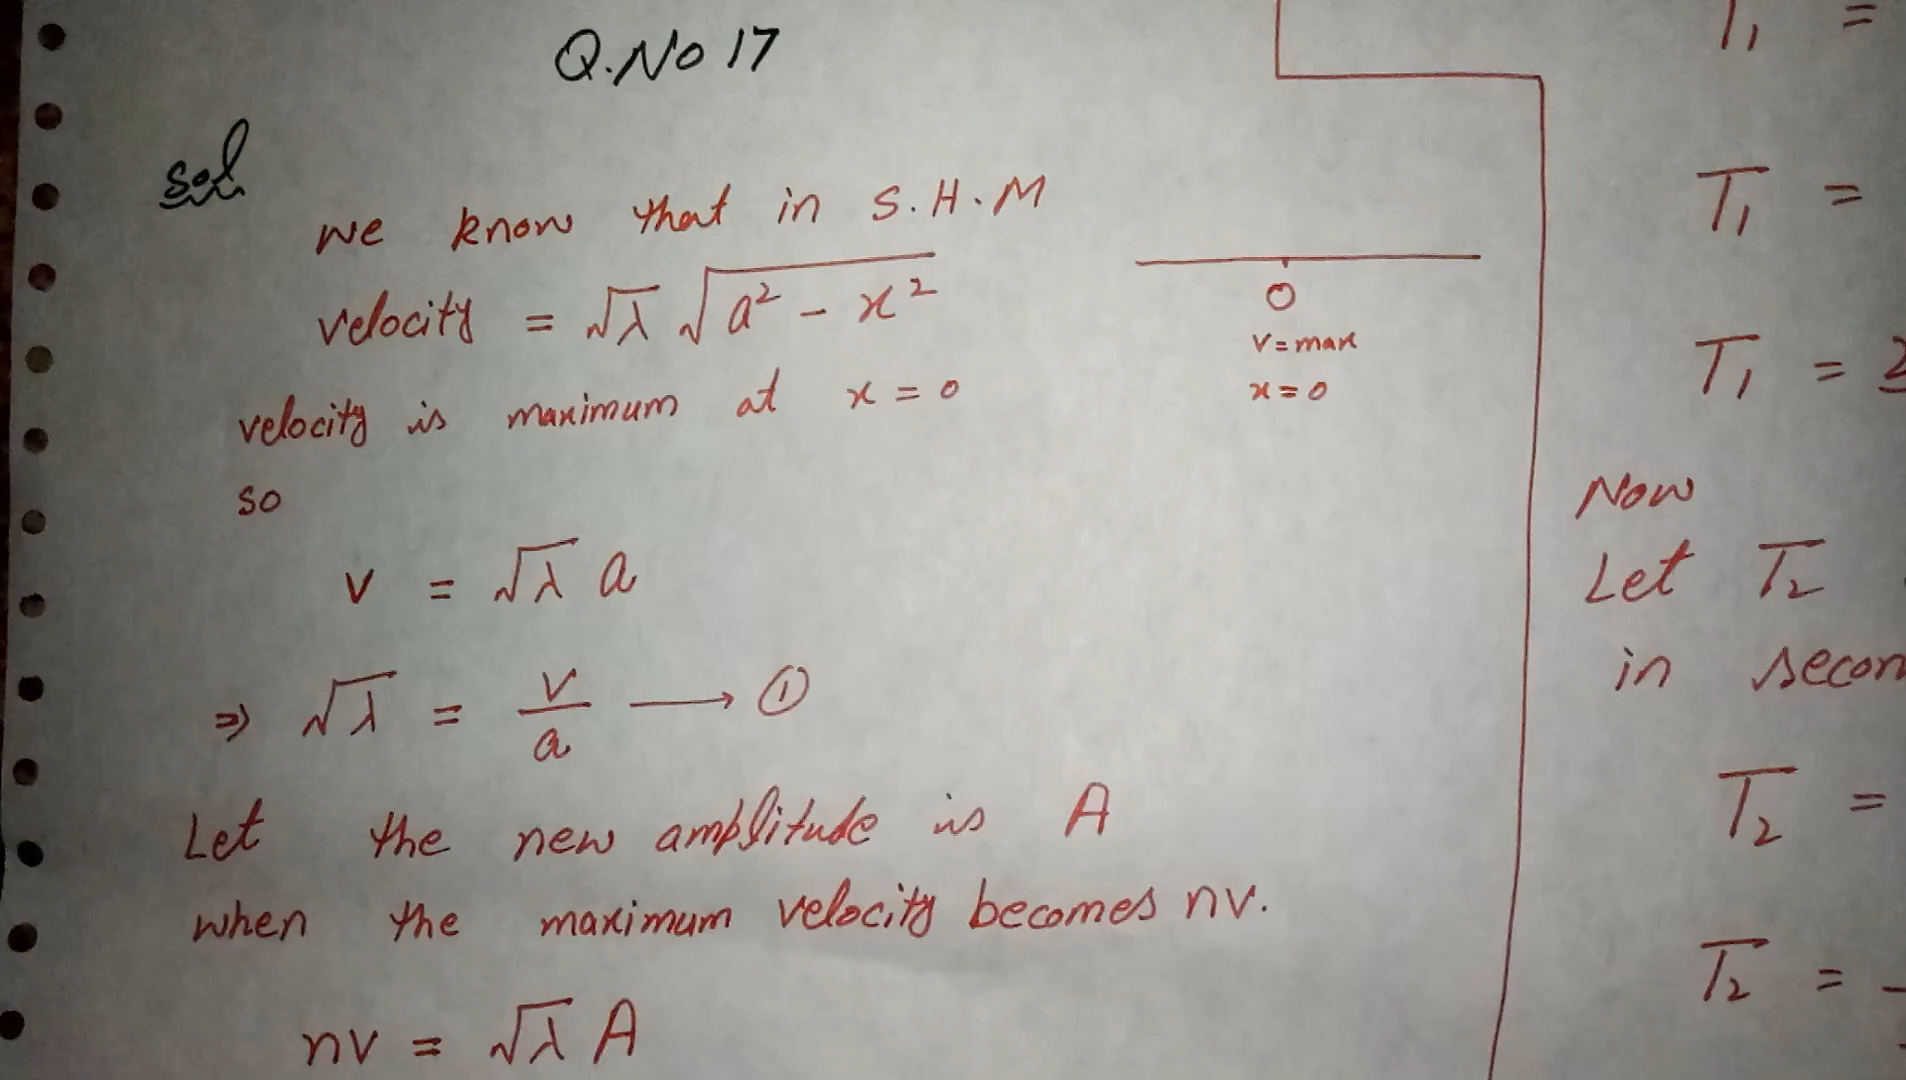 Q.No 17
sol
we know that in S.H.M
velocity = √λ √(a² - x²)
O
v=max
x=0
velocity is maximum at x = 0
so
v = √λ a
⇒ √λ = v/a → ①
Let the new amplitude is A
when the maximum velocity becomes nv.
nv = √λ A
T₁ =
T₁ =
T₁ =
Now
Let T₂
in secon
T₂ =
T₂ =